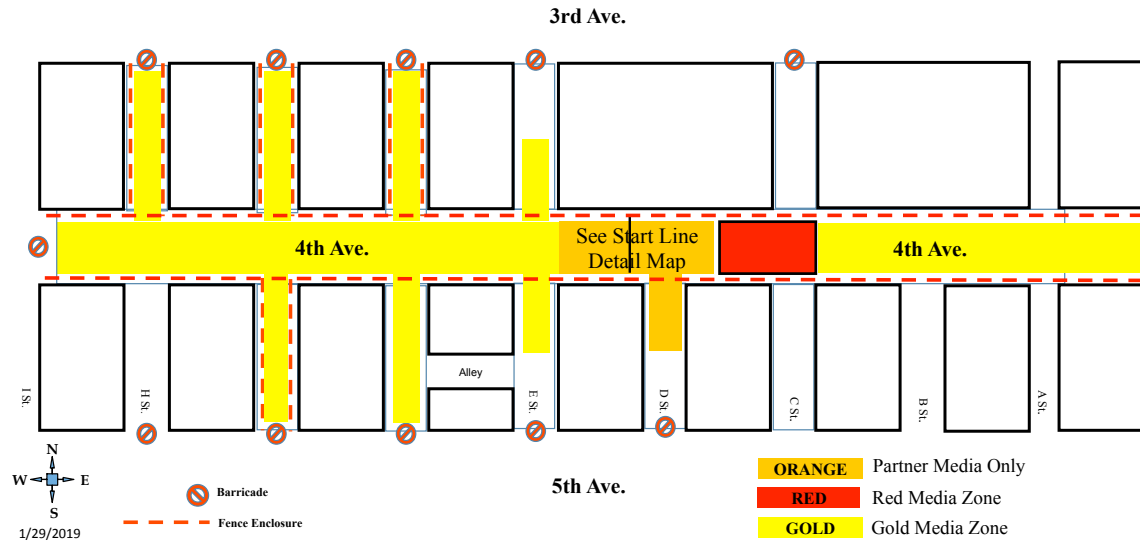 3rd Ave.
4th Ave.
See Start Line
Detail Map
4th Ave.
Alley
I St.
H St.
E St.
D St.
C St.
B St.
A St.
N
W
E
S
1/29/2019
Barricade
Fence Enclosure
5th Ave.
ORANGE Partner Media Only
RED Red Media Zone
GOLD Gold Media Zone